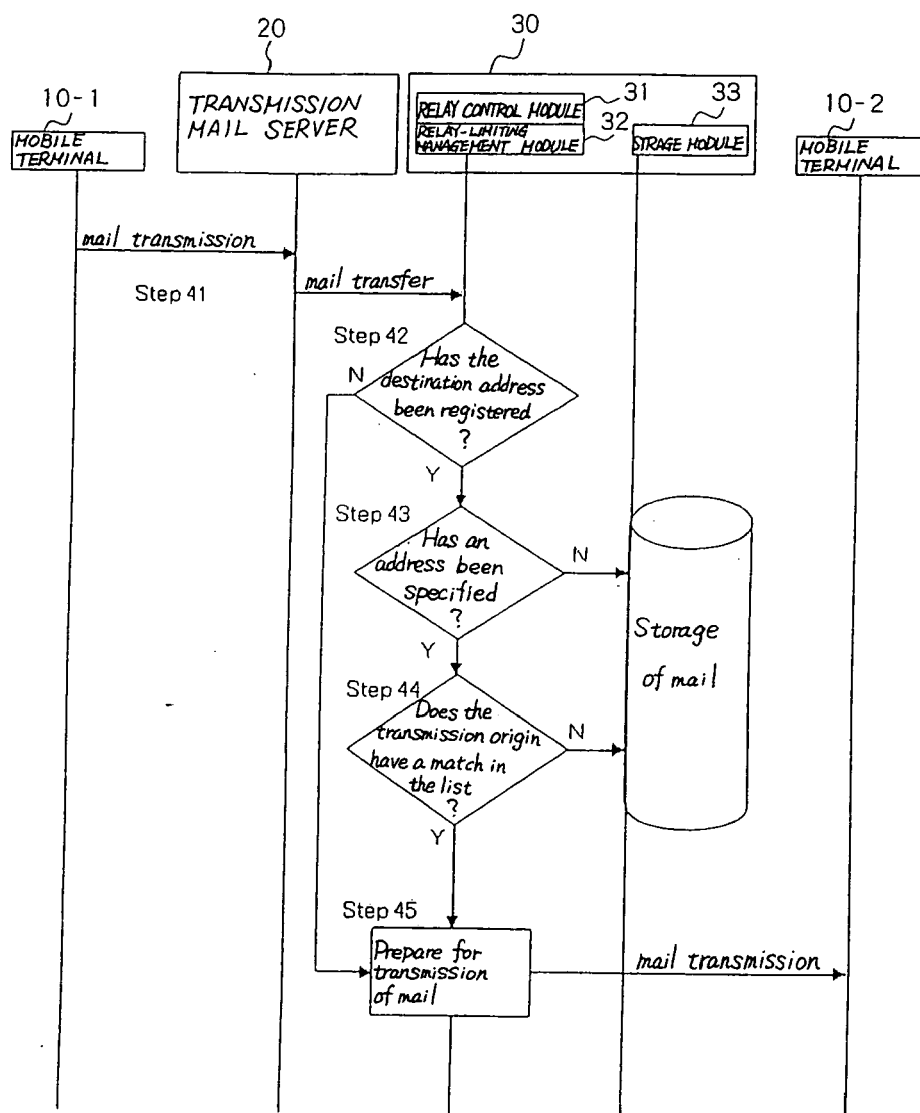 30
20
10-1
TRANSMISSION
MAIL SERVER
RELAY CONTROL MODULE
31
33
10-2
MOBILE
TERMINAL
RELAY-LIMITING
MANAGEMENT MODULE
32
STRAGE MODULE
MOBILE
TERMINAL
mail transmission
Step 41
mail transfer
Step 42
N
Has the
destination address
been registered
?
Y
Step 43
Has an
address been
specified
?
N
Y
Storage
of mail
Step 44
Does the
transmission origin
have a match in
the list
?
N
Y
Step 45
Prepare for
transmission
of mail
mail transmission